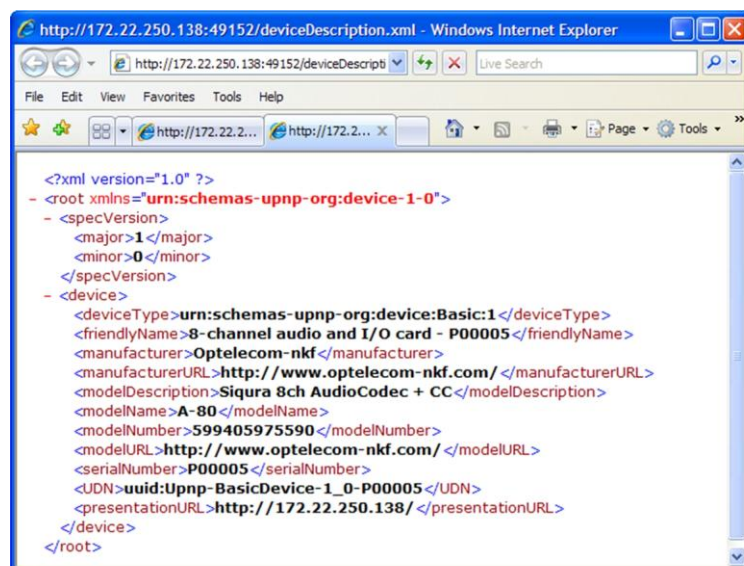 http://172.22.250.138:49152/deviceDescription.xml - Windows Internet Explorer
http://172.22.250.138:49152/deviceDescripti
Live Search
File Edit View Favorites Tools Help
http://172.22.2... http://172.2... X Page Tools »
<?xml version="1.0" ?>
- <root xmlns="urn:schemas-upnp-org:device-1-0">
- <specVersion>
<major>1</major>
<minor>0</minor>
</specVersion>
- <device>
<deviceType>urn:schemas-upnp-org:device:Basic:1</deviceType>
<friendlyName>8-channel audio and I/O card - P00005</friendlyName>
<manufacturer>Optelecom-nkf</manufacturer>
<manufacturerURL>http://www.optelecom-nkf.com/</manufacturerURL>
<modelDescription>Siqura 8ch AudioCodec + CC</modelDescription>
<modelName>A-80</modelName>
<modelNumber>599405975590</modelNumber>
<modelURL>http://www.optelecom-nkf.com/</modelURL>
<serialNumber>P00005</serialNumber>
<UDN>uuid:Upnp-BasicDevice-1_0-P00005</UDN>
<presentationURL>http://172.22.250.138/</presentationURL>
</device>
</root>